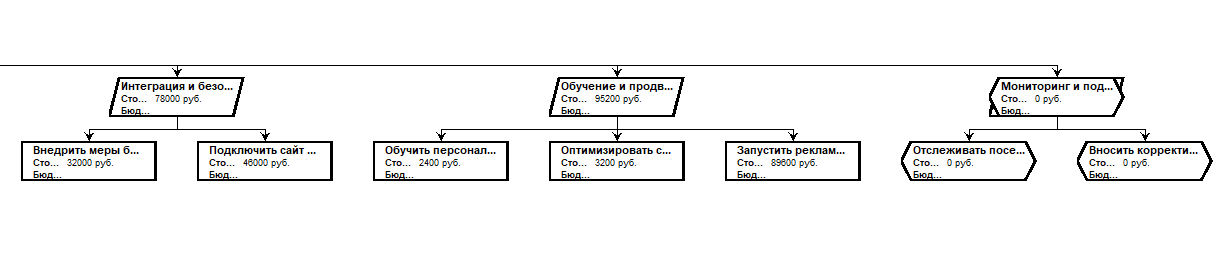 Интеграция и безо...
Сто... 78000 руб.
Бюд...
Обучение и продв...
Сто... 95200 руб.
Бюд...
Мониторинг и под...
Сто... 0 руб.
Бюд...
Внедрить меры б...
Сто... 32000 руб.
Бюд...
Подключить сайт ...
Сто... 46000 руб.
Бюд...
Обучить персонал...
Сто... 2400 руб.
Бюд...
Оптимизировать с...
Сто... 3200 руб.
Бюд...
Запустить реклам...
Сто... 89600 руб.
Бюд...
Отслеживать посе...
Сто... 0 руб.
Бюд...
Вносить корректи...
Сто... 0 руб.
Бюд...